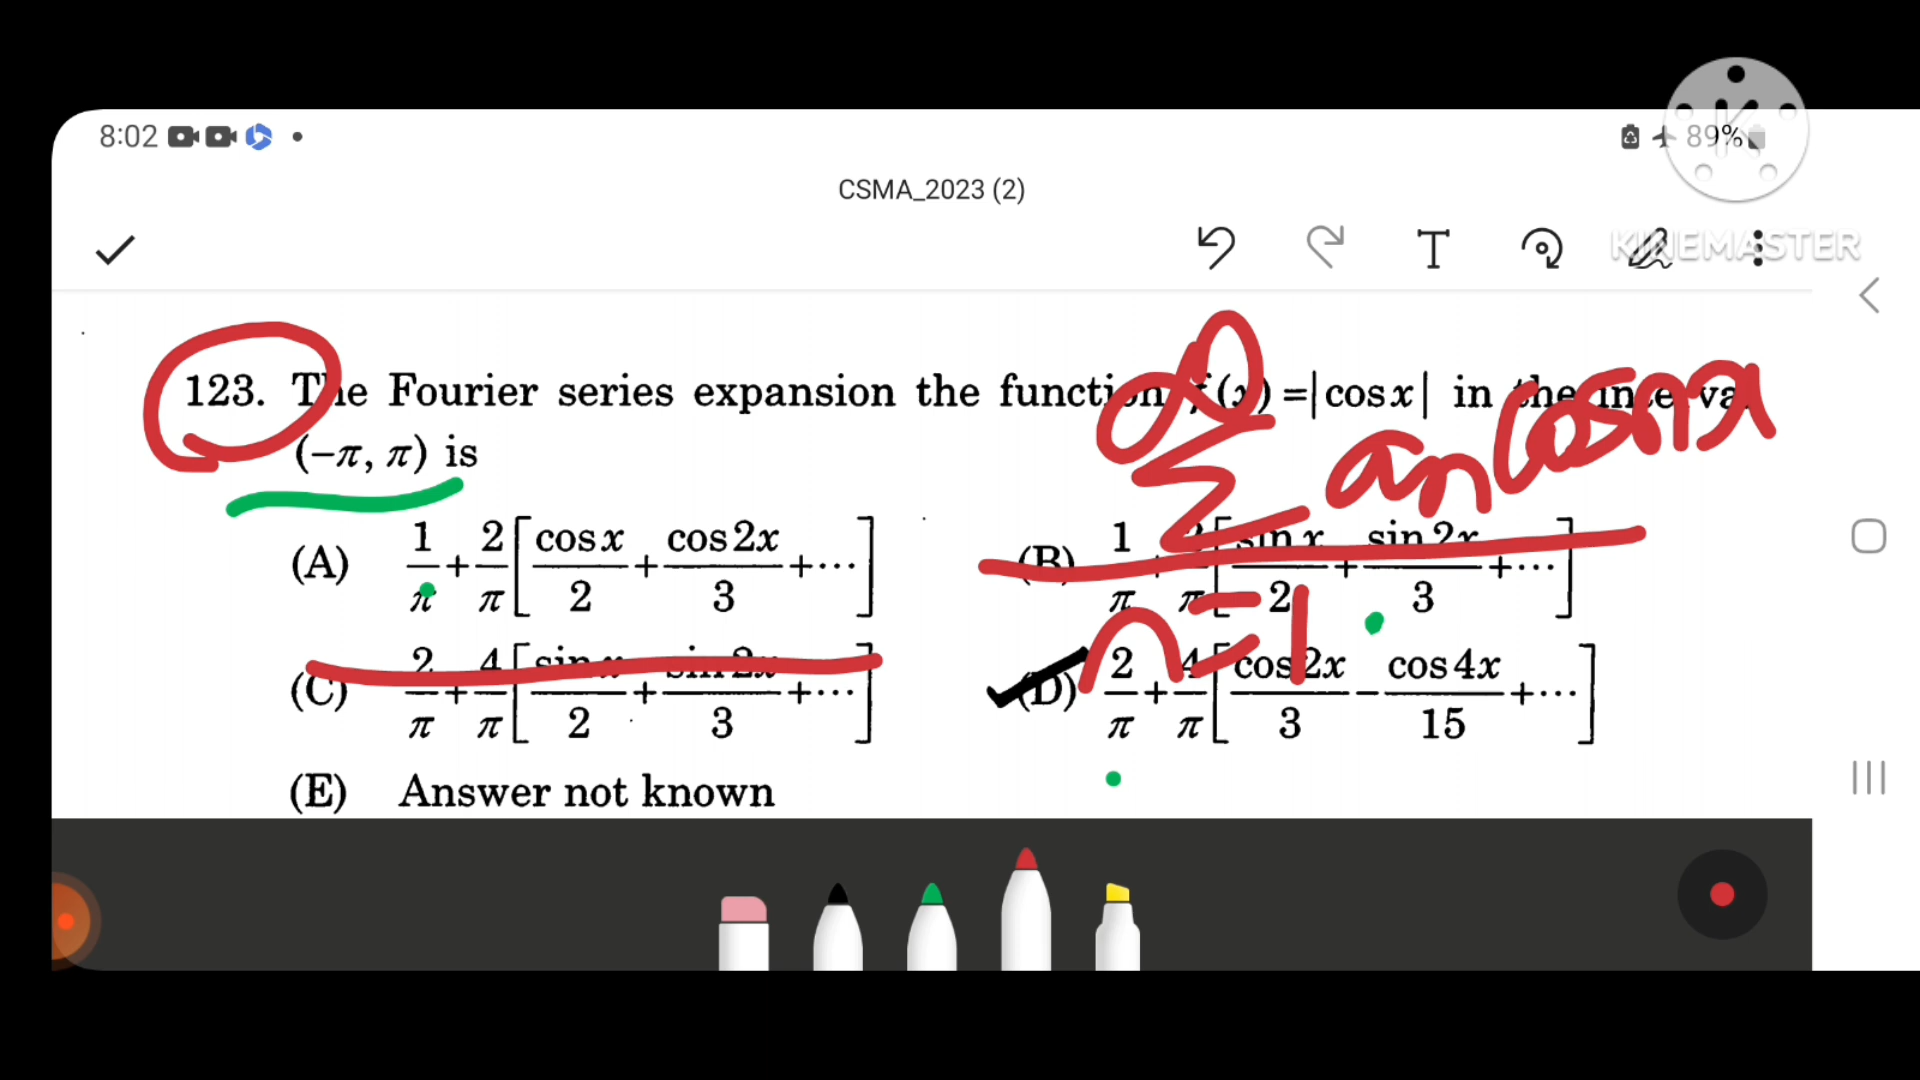 8:02
89%
CSMA_2023 (2)
KINEMASTER
123. The Fourier series expansion the function f(x) =|cos x| in the interval
(−π, π) is
∞
Σ an cosnx
n=1
(A) 1/π + 2/π [cos x/2 + cos 2x/3 + ⋯]
(B) 1/π + 2/π [sin x/2 + sin 2x/3 + ⋯]
(C) 2/π + 4/π [sin x/2 + sin 2x/3 + ⋯]
(D) 2/π + 4/π [cos 2x/3 − cos 4x/15 + ⋯]
(E) Answer not known